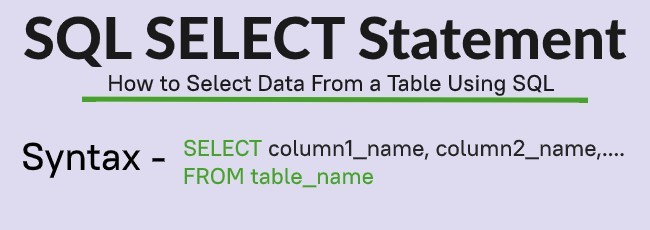 SQL SELECT Statement
How to Select Data From a Table Using SQL
Syntax - SELECT column1_name, column2_name,....
FROM table_name